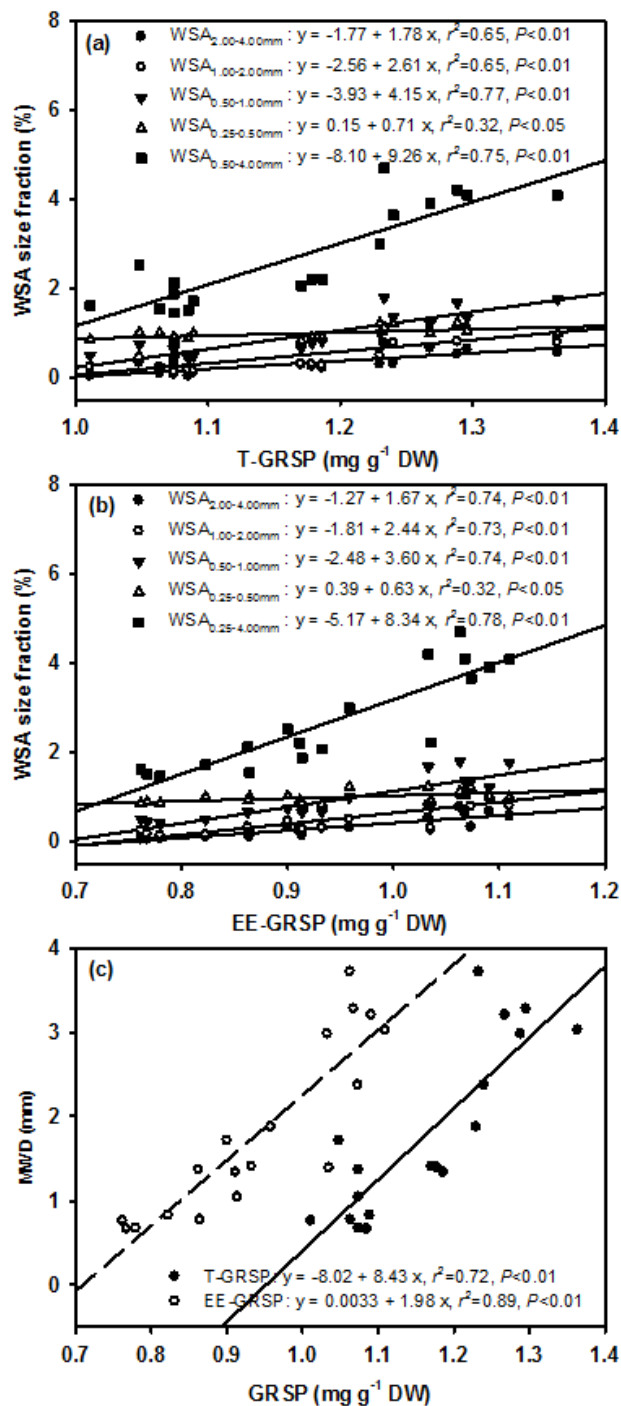 8
(a)
WSA2.00-4.00mm : y = -1.77 + 1.78 x, r²=0.65, P<0.01
WSA1.00-2.00mm : y = -2.56 + 2.61 x, r²=0.65, P<0.01
WSA0.50-1.00mm : y = -3.93 + 4.15 x, r²=0.77, P<0.01
WSA0.25-0.50mm : y = 0.15 + 0.71 x, r²=0.32, P<0.05
WSA0.50-4.00mm : y = -8.10 + 9.26 x, r²=0.75, P<0.01
6
4
2
0
WSA size fraction (%)
1.0 1.1 1.2 1.3 1.4
T-GRSP (mg g-1 DW)
8
(b)
WSA2.00-4.00mm : y = -1.27 + 1.67 x, r²=0.74, P<0.01
WSA1.00-2.00mm : y = -1.81 + 2.44 x, r²=0.73, P<0.01
WSA0.50-1.00mm : y = -2.48 + 3.60 x, r²=0.74, P<0.01
WSA0.25-0.50mm : y = 0.39 + 0.63 x, r²=0.32, P<0.05
WSA0.25-4.00mm : y = -5.17 + 8.34 x, r²=0.78, P<0.01
6
4
2
0
WSA size fraction (%)
0.7 0.8 0.9 1.0 1.1 1.2
EE-GRSP (mg g-1 DW)
4
(c)
3
2
1
0
MWD (mm)
T-GRSP: y = -8.02 + 8.43 x, r²=0.72, P<0.01
EE-GRSP: y = 0.0033 + 1.98 x, r²=0.89, P<0.01
0.7 0.8 0.9 1.0 1.1 1.2 1.3 1.4
GRSP (mg g-1 DW)